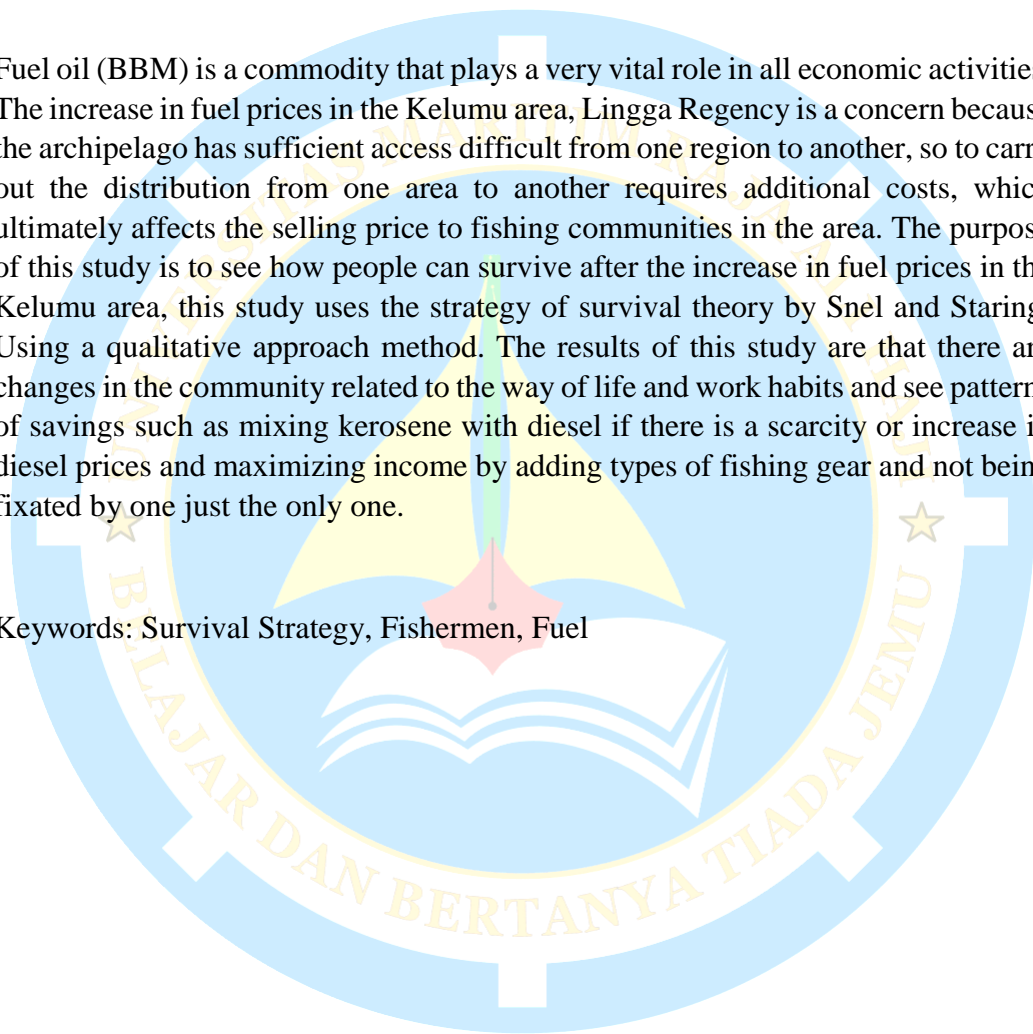 Fuel oil (BBM) is a commodity that plays a very vital role in all economic activitie
The increase in fuel prices in the Kelumu area, Lingga Regency is a concern becaus
the archipelago has sufficient access difficult from one region to another, so to carr
out the distribution from one area to another requires additional costs, whic
ultimately affects the selling price to fishing communities in the area. The purpos
of this study is to see how people can survive after the increase in fuel prices in th
Kelumu area, this study uses the strategy of survival theory by Snel and Staring
Using a qualitative approach method. The results of this study are that there ar
changes in the community related to the way of life and work habits and see pattern
of savings such as mixing kerosene with diesel if there is a scarcity or increase i
diesel prices and maximizing income by adding types of fishing gear and not bein
fixated by one just the only one.
Keywords: Survival Strategy, Fishermen, Fuel
UNIVERSITAS MARITIM RAJA ALI HAJI
BELAJAR DAN BERTANYA TIADA JEMU